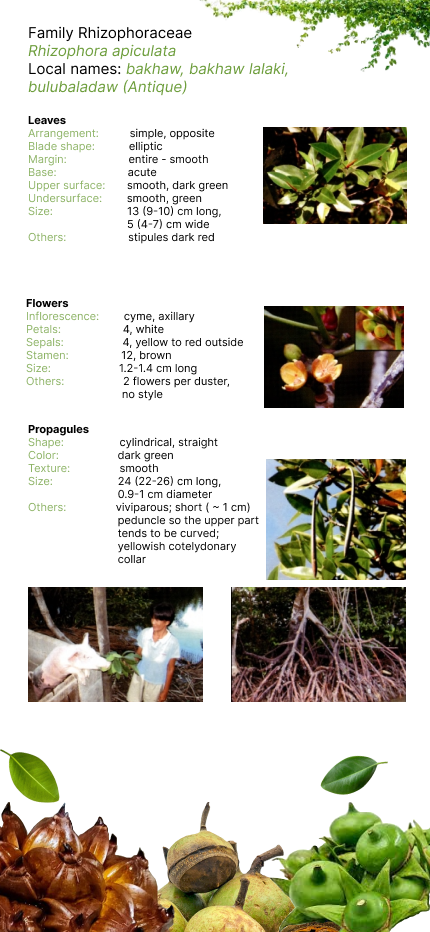 Family Rhizophoraceae
Rhizophora apiculata
Local names: bakhaw, bakhaw lalaki,
bulubaladaw (Antique)
Leaves
Arrangement: simple, opposite
Blade shape: elliptic
Margin: entire - smooth
Base: acute
Upper surface: smooth, dark green
Undersurface: smooth, green
Size: 13 (9-10) cm long,
5 (4-7) cm wide
Others: stipules dark red
Flowers
Inflorescence: cyme, axillary
Petals: 4, white
Sepals: 4, yellow to red outside
Stamen: 12, brown
Size: 1.2-1.4 cm long
Others: 2 flowers per duster,
no style
Propagules
Shape: cylindrical, straight
Color: dark green
Texture: smooth
Size: 24 (22-26) cm long,
0.9-1 cm diameter
Others: viviparous; short ( ~ 1 cm)
peduncle so the upper part
tends to be curved;
yellowish cotelydonary
collar